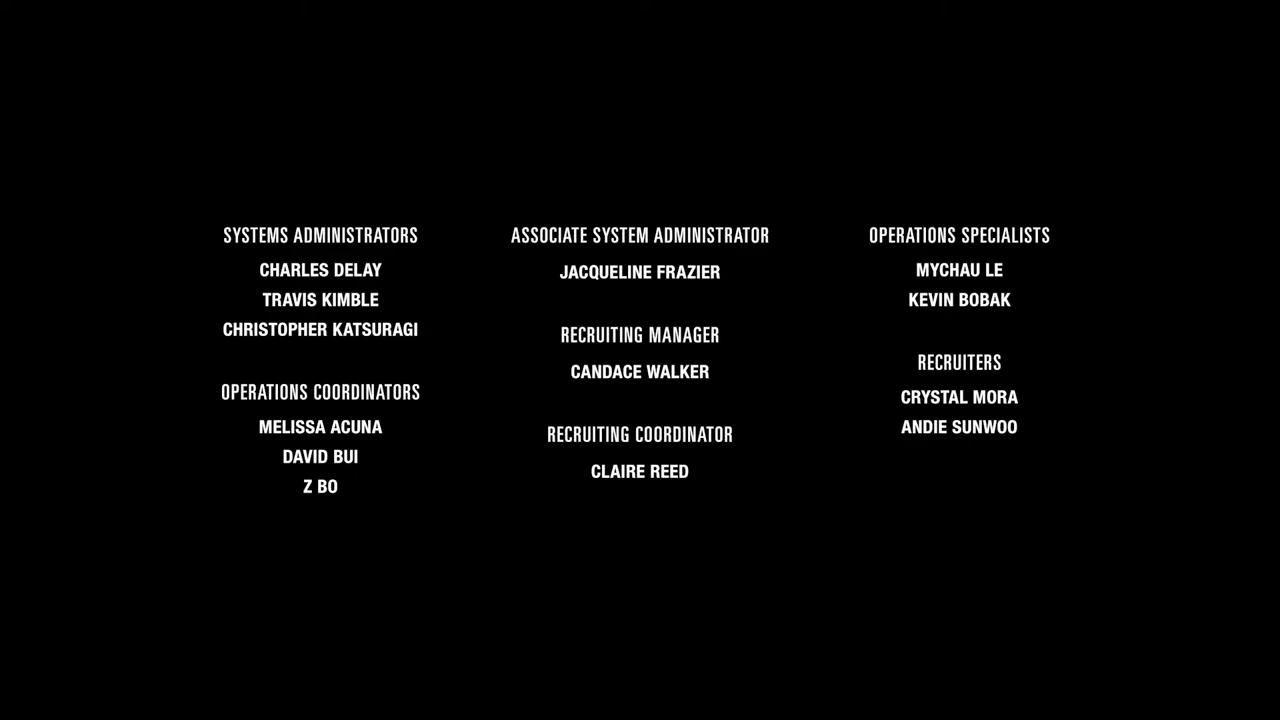 SYSTEMS ADMINISTRATORS
CHARLES DELAY
TRAVIS KIMBLE
CHRISTOPHER KATSURAGI
OPERATIONS COORDINATORS
MELISSA ACUNA
DAVID BUI
Z BO
ASSOCIATE SYSTEM ADMINISTRATOR
JACQUELINE FRAZIER
RECRUITING MANAGER
CANDACE WALKER
RECRUITING COORDINATOR
CLAIRE REED
OPERATIONS SPECIALISTS
MYCHAU LE
KEVIN BOBAK
RECRUITERS
CRYSTAL MORA
ANDIE SUNWOO